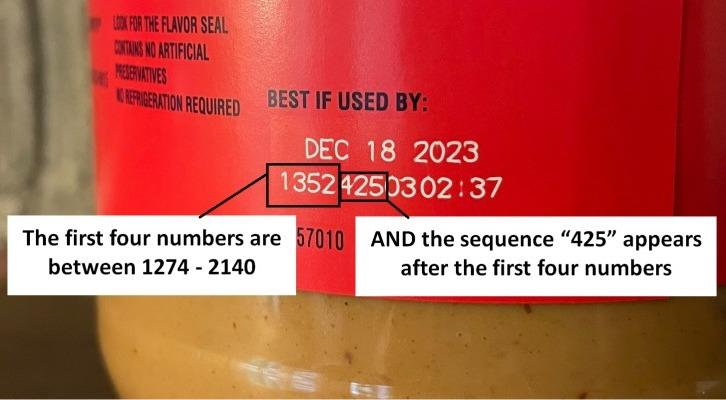 LOOK FOR THE FLAVOR SEAL
CONTAINS NO ARTIFICIAL
PRESERVATIVES
NO REFRIGERATION REQUIRED
BEST IF USED BY:
DEC 18 2023
13524250302:37
57010
The first four numbers are
between 1274 - 2140
AND the sequence “425” appears
after the first four numbers